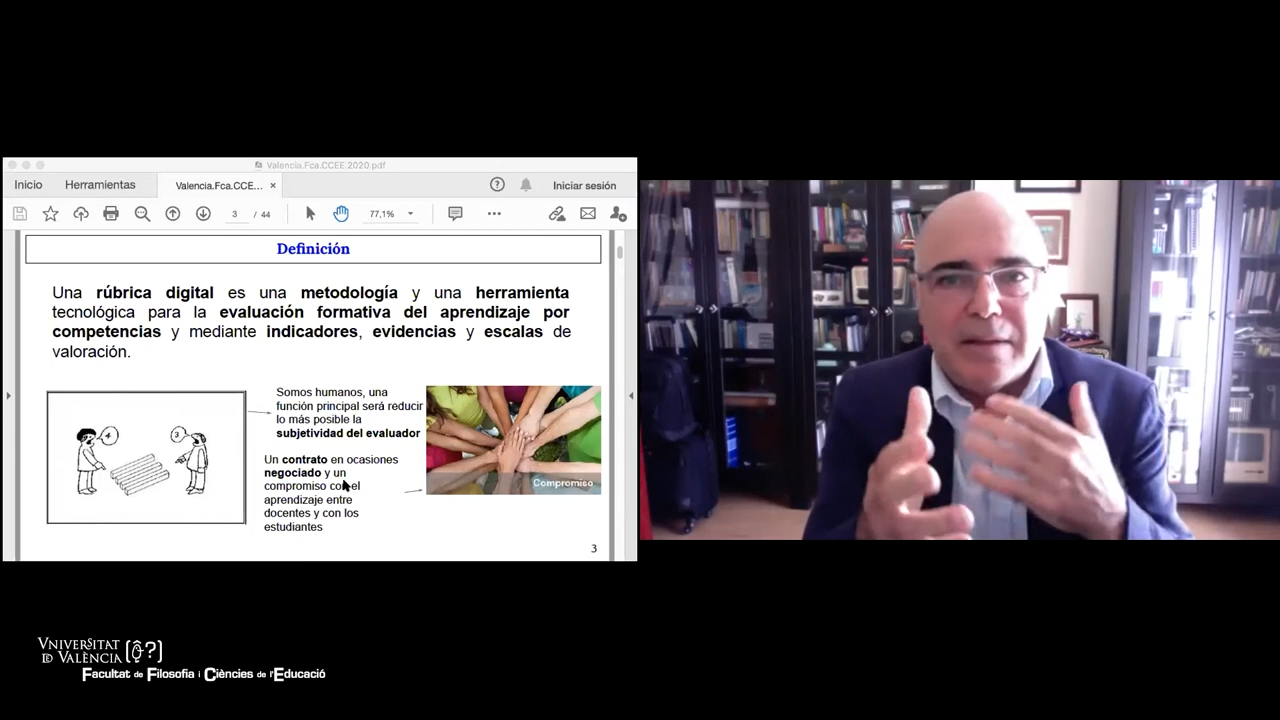 Valencia.Fca.CCEE.2020.pdf
Inicio
Herramientas
Valencia.Fca.CCE...
Iniciar sesión
3 / 44
77,1%
Definición
Una rúbrica digital es una metodología y una herramienta
tecnológica para la evaluación formativa del aprendizaje por
competencias y mediante indicadores, evidencias y escalas de
valoración.
4
3
Somos humanos, una
función principal será reducir
lo más posible la
subjetividad del evaluador
Un contrato en ocasiones
negociado y un
compromiso con el
aprendizaje entre
docentes y con los
estudiantes
Compromiso
3
VNIVERSITAT
DE VALÈNCIA
Facultat de Filosofia i Ciències de l'Educació